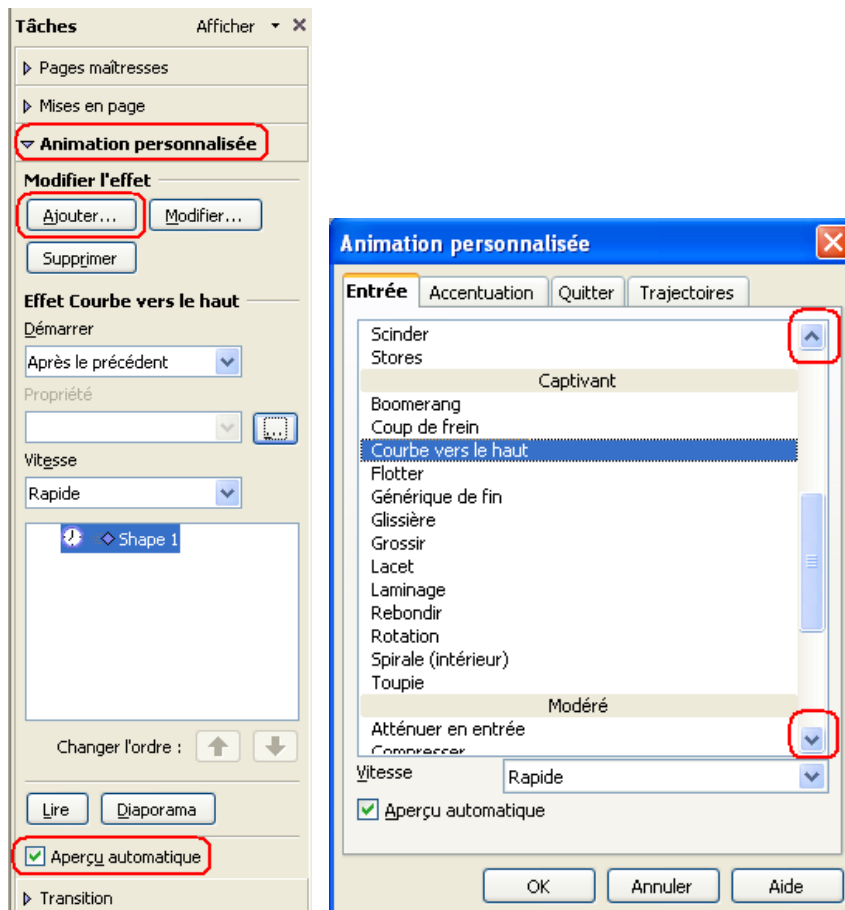 Tâches Afficher
Pages maîtresses
Mises en page
Animation personnalisée
Modifier l'effet
Ajouter... Modifier...
Supprimer
Effet Courbe vers le haut
Démarrer
Après le précédent
Propriété
...
Vitesse
Rapide
Shape 1
Changer l'ordre :
Lire Diaporama
Aperçu automatique
Transition
Animation personnalisée
Entrée Accentuation Quitter Trajectoires
Scinder
Stores
Captivant
Boomerang
Coup de frein
Courbe vers le haut
Flotter
Générique de fin
Glissière
Grossir
Lacet
Laminage
Rebondir
Rotation
Spirale (intérieur)
Toupie
Modéré
Atténuer en entrée
Compresser
Vitesse Rapide
Aperçu automatique
OK Annuler Aide